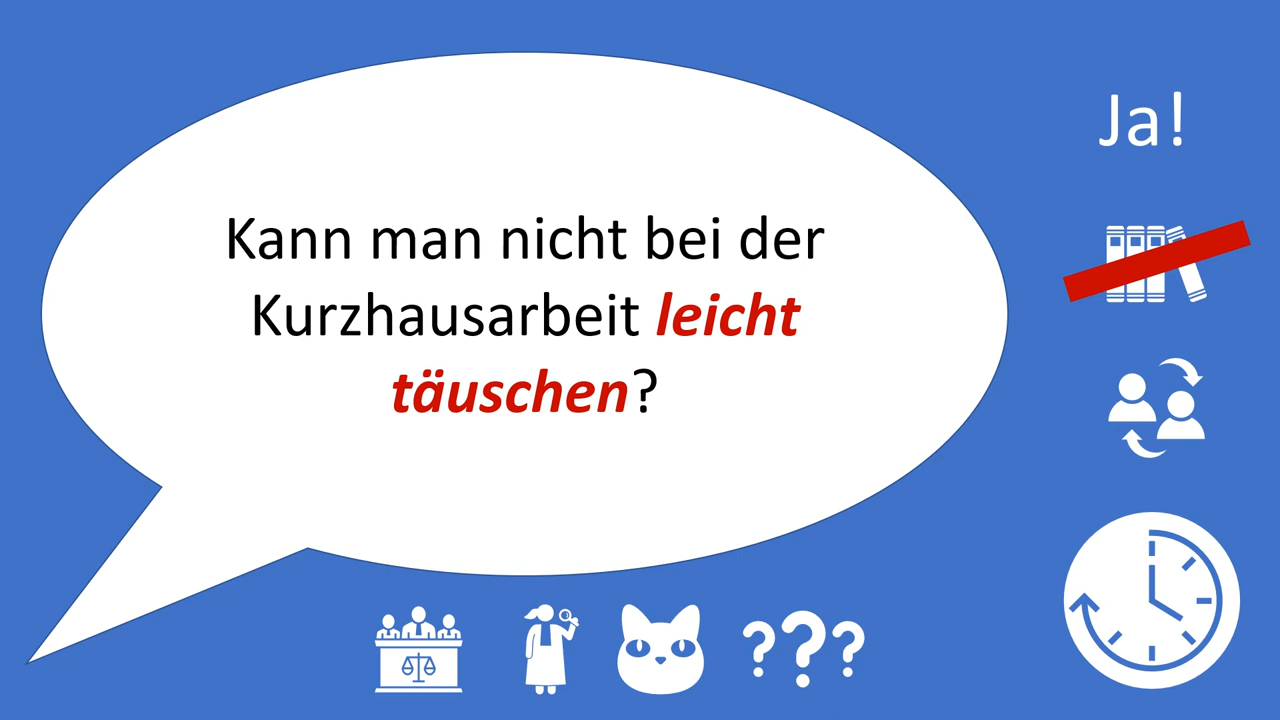 Kann man nicht bei der
Kurzhausarbeit leicht
täuschen?
Ja!
???